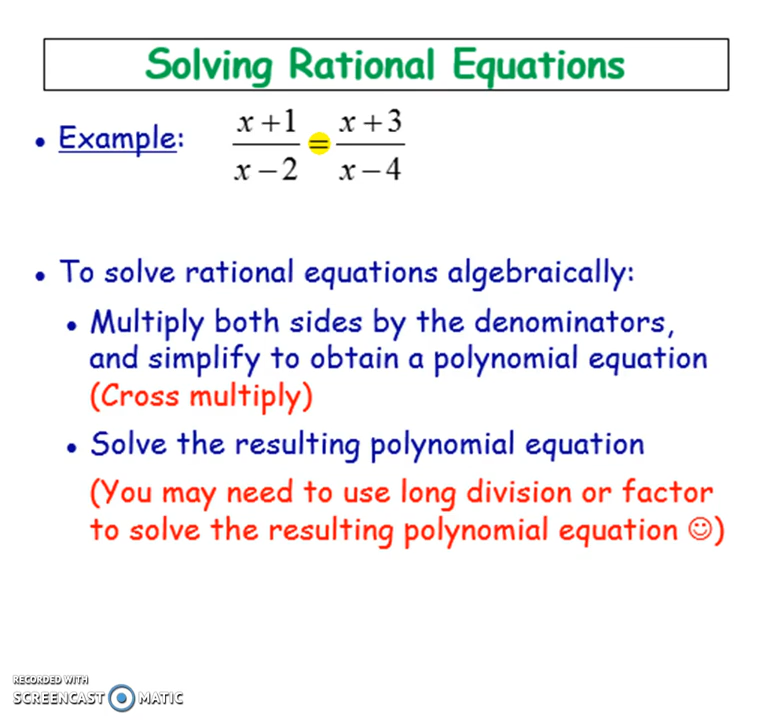 Solving Rational Equations
• Example: x + 1 / x − 2 = x + 3 / x − 4
• To solve rational equations algebraically:
• Multiply both sides by the denominators,
and simplify to obtain a polynomial equation
(Cross multiply)
• Solve the resulting polynomial equation
(You may need to use long division or factor
to solve the resulting polynomial equation ☺)
RECORDED WITH
SCREENCAST MATIC